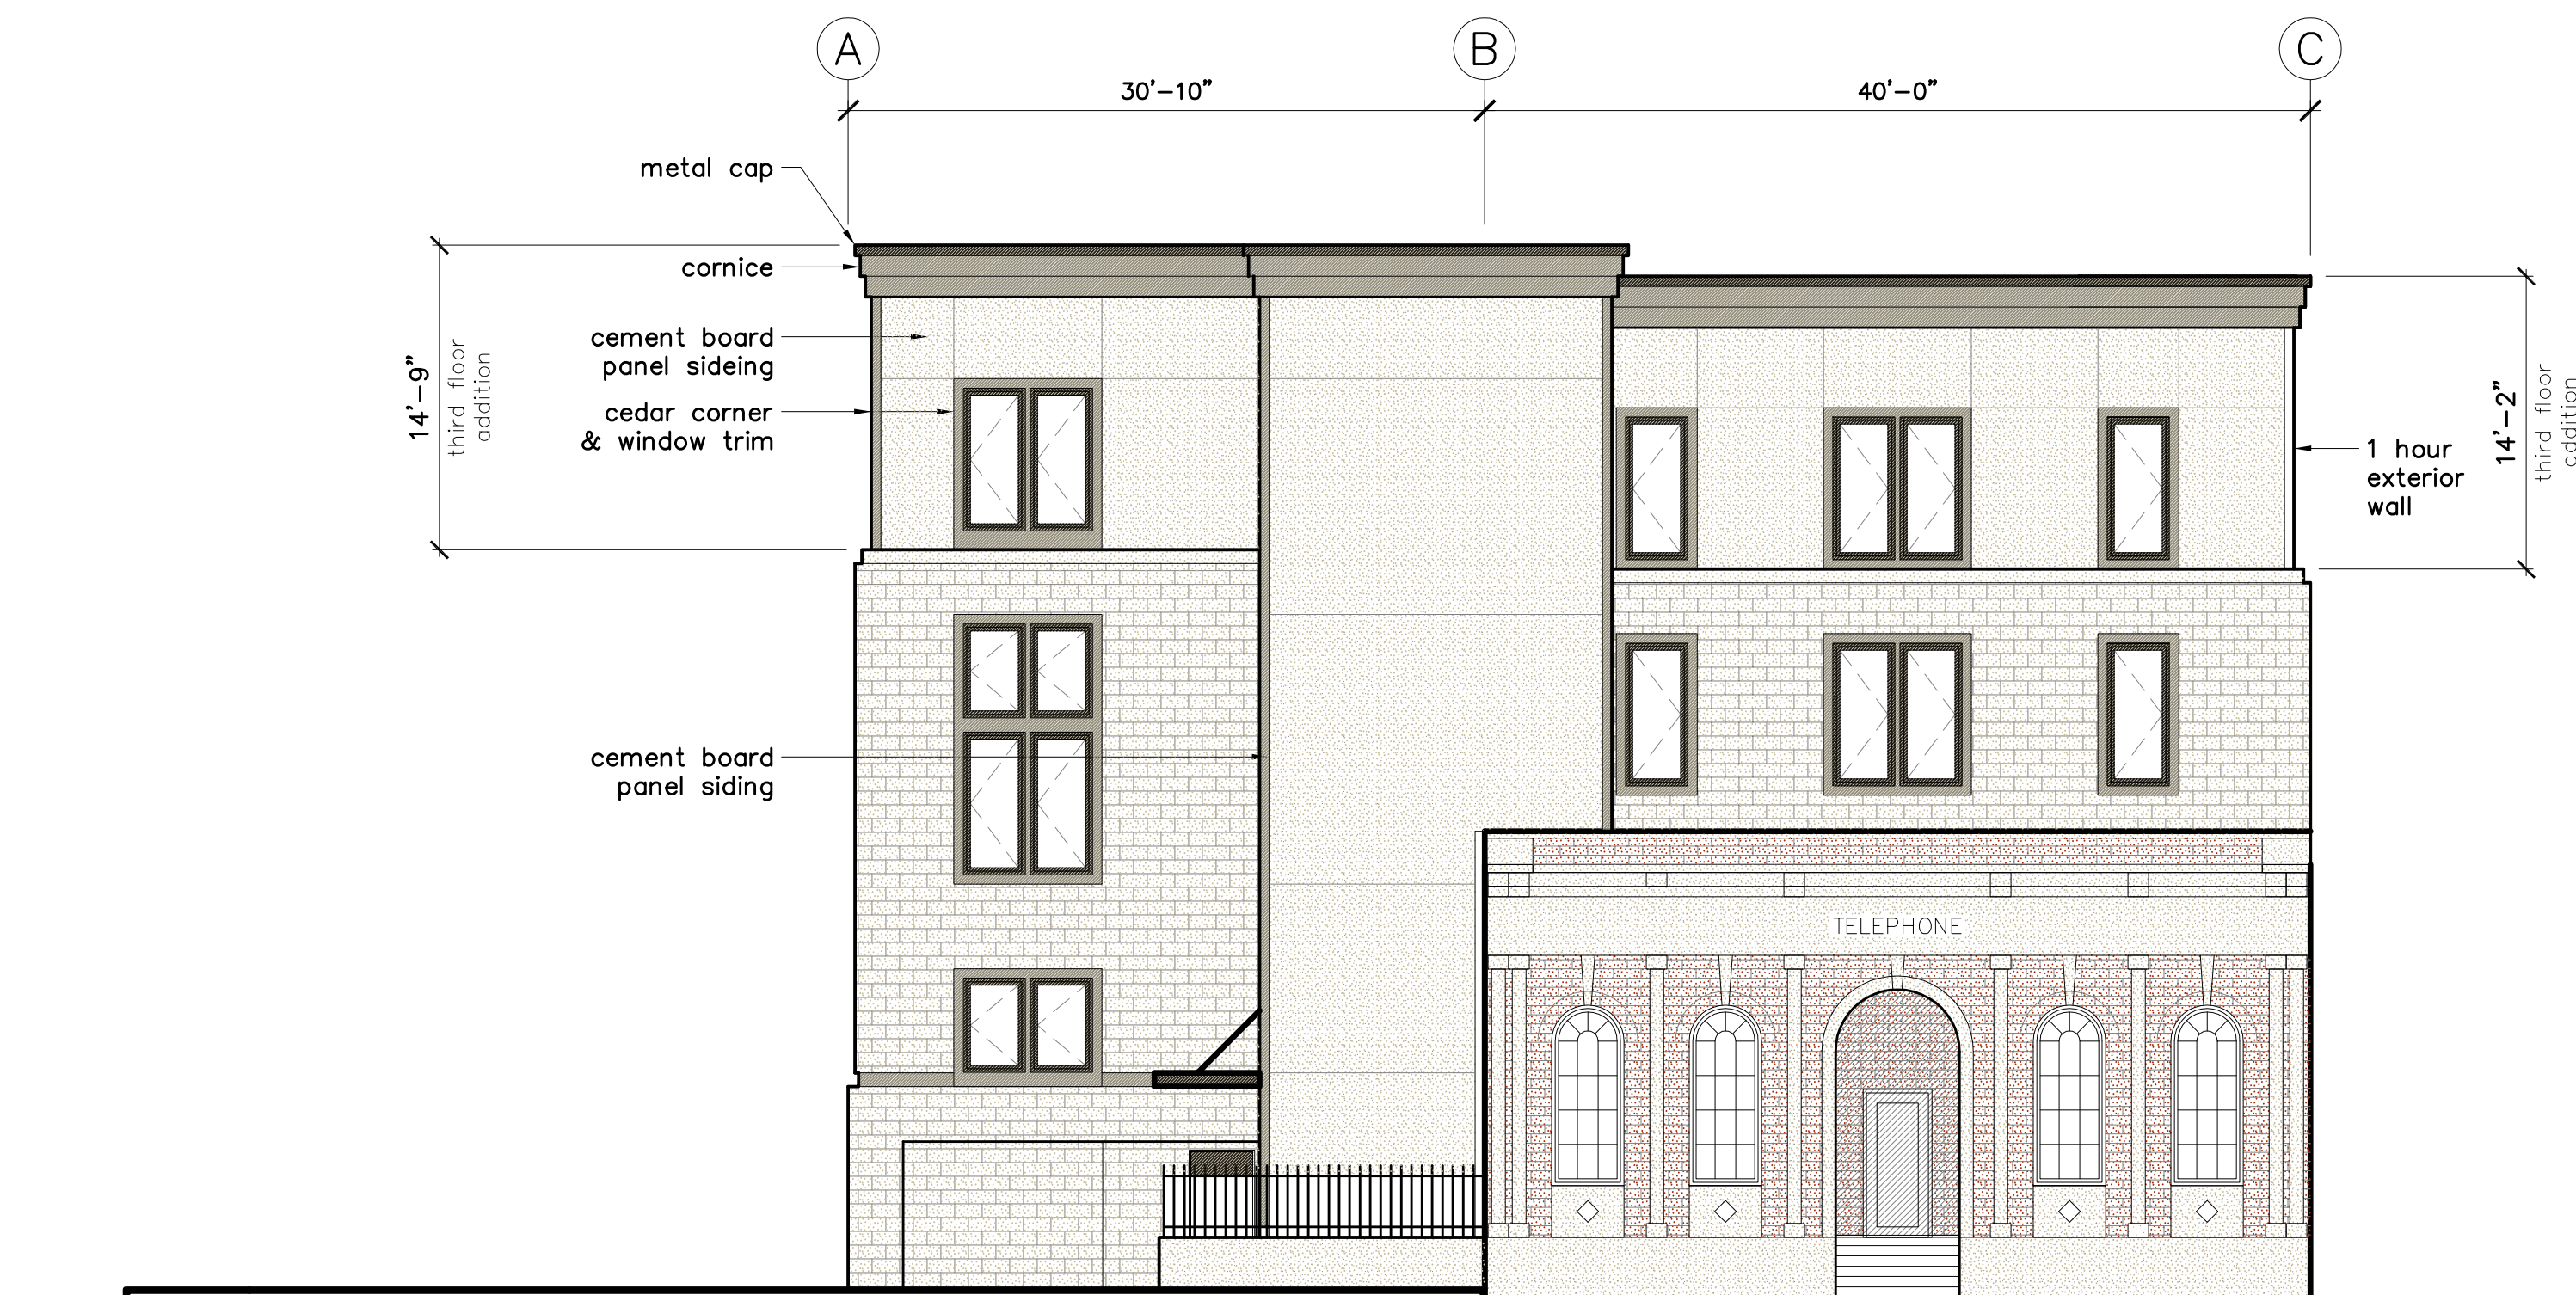 A
B
C
30'-10"
40'-0"
metal cap
cornice
cement board
panel sideing
cedar corner
& window trim
14'-9"
third floor
addition
1 hour
exterior
wall
14'-2"
third floor
addition
cement board
panel siding
TELEPHONE